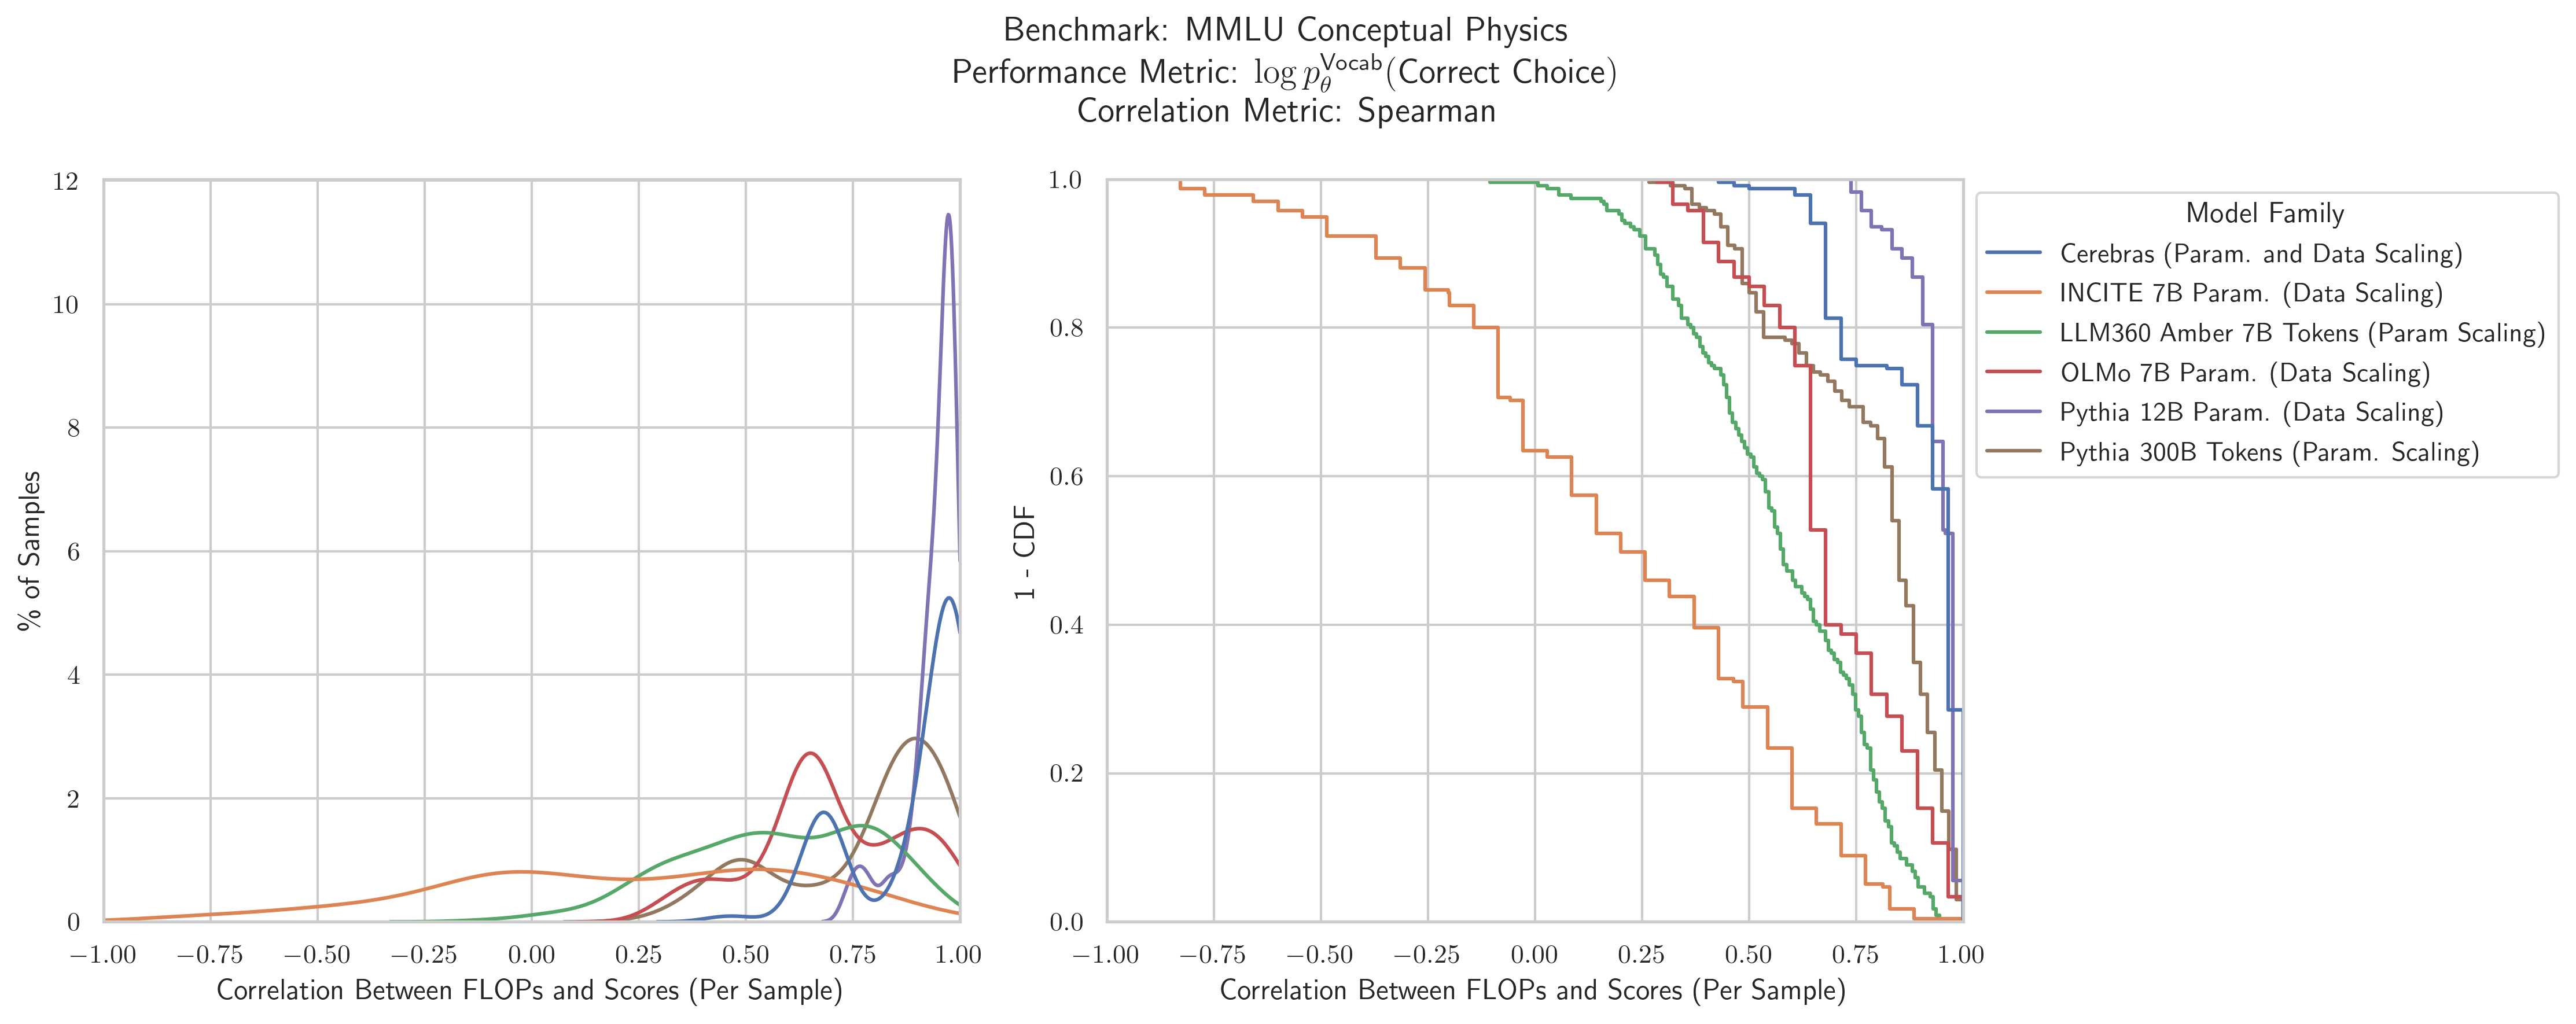 Benchmark: MMLU Conceptual Physics
Performance Metric: log p_θ^Vocab(Correct Choice)
Correlation Metric: Spearman
12
10
8
6
4
2
0
% of Samples
−1.00 −0.75 −0.50 −0.25 0.00 0.25 0.50 0.75 1.00
Correlation Between FLOPs and Scores (Per Sample)
1.0
0.8
0.6
0.4
0.2
0.0
1 - CDF
−1.00 −0.75 −0.50 −0.25 0.00 0.25 0.50 0.75 1.00
Correlation Between FLOPs and Scores (Per Sample)
Model Family
Cerebras (Param. and Data Scaling)
INCITE 7B Param. (Data Scaling)
LLM360 Amber 7B Tokens (Param Scaling)
OLMo 7B Param. (Data Scaling)
Pythia 12B Param. (Data Scaling)
Pythia 300B Tokens (Param. Scaling)